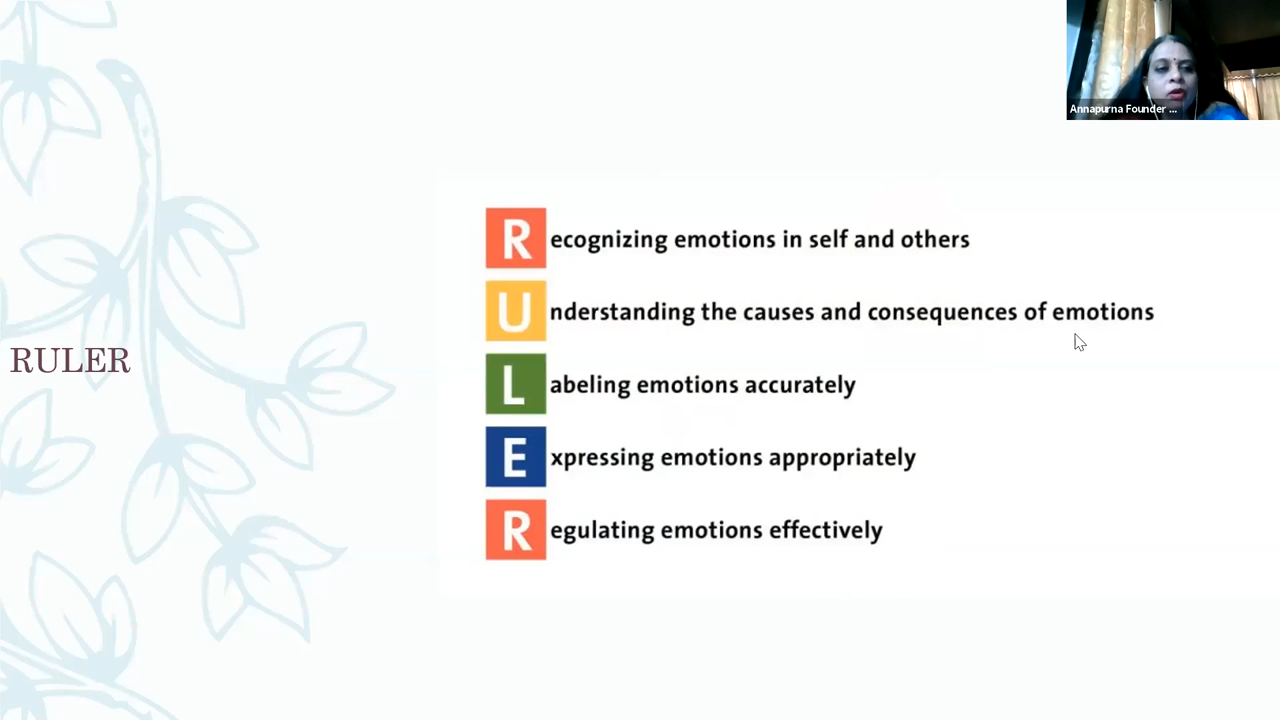 Annapurna Founder ...
Recognizing emotions in self and others
Understanding the causes and consequences of emotions
RULER
Labeling emotions accurately
Expressing emotions appropriately
Regulating emotions effectively